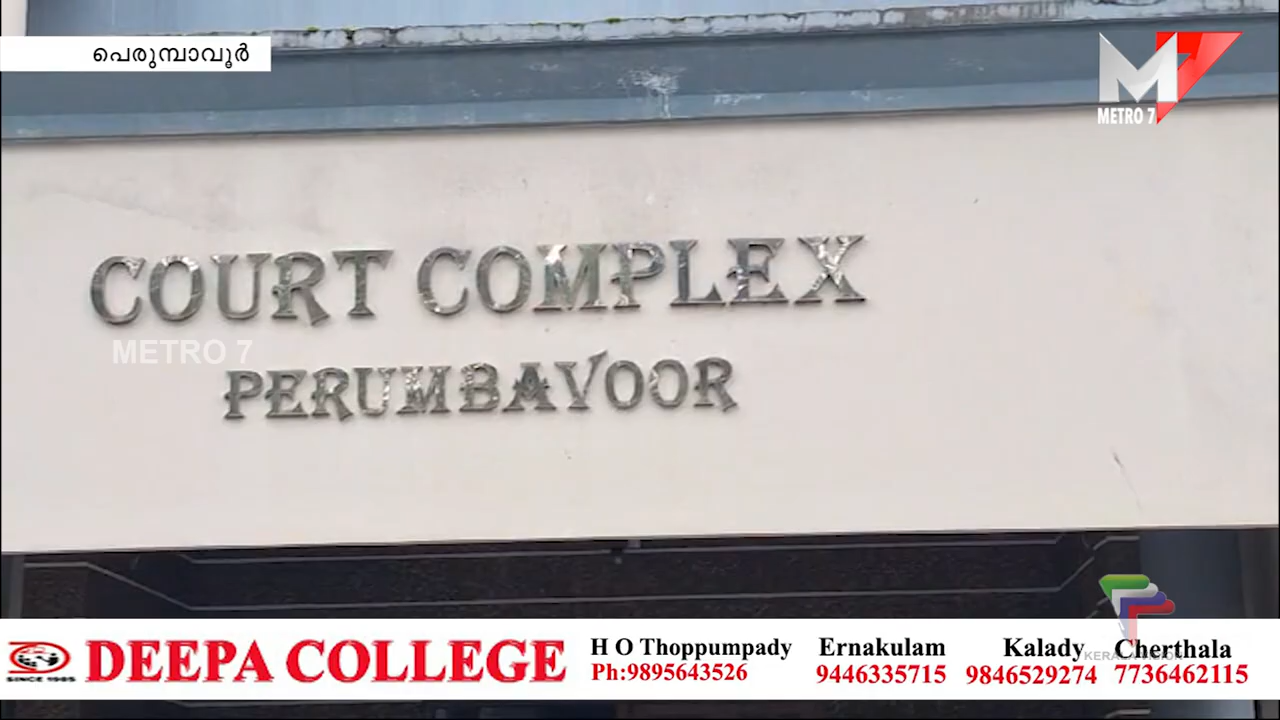 പെരുമ്പാവൂർ
METRO 7
COURT COMPLEX
METRO 7
PERUMBAVOOR
SINCE 1985
DEEPA COLLEGE
H O Thoppumpady Ernakulam Kalady Cherthala
Ph:9895643526 9446335715 9846529274 7736462115